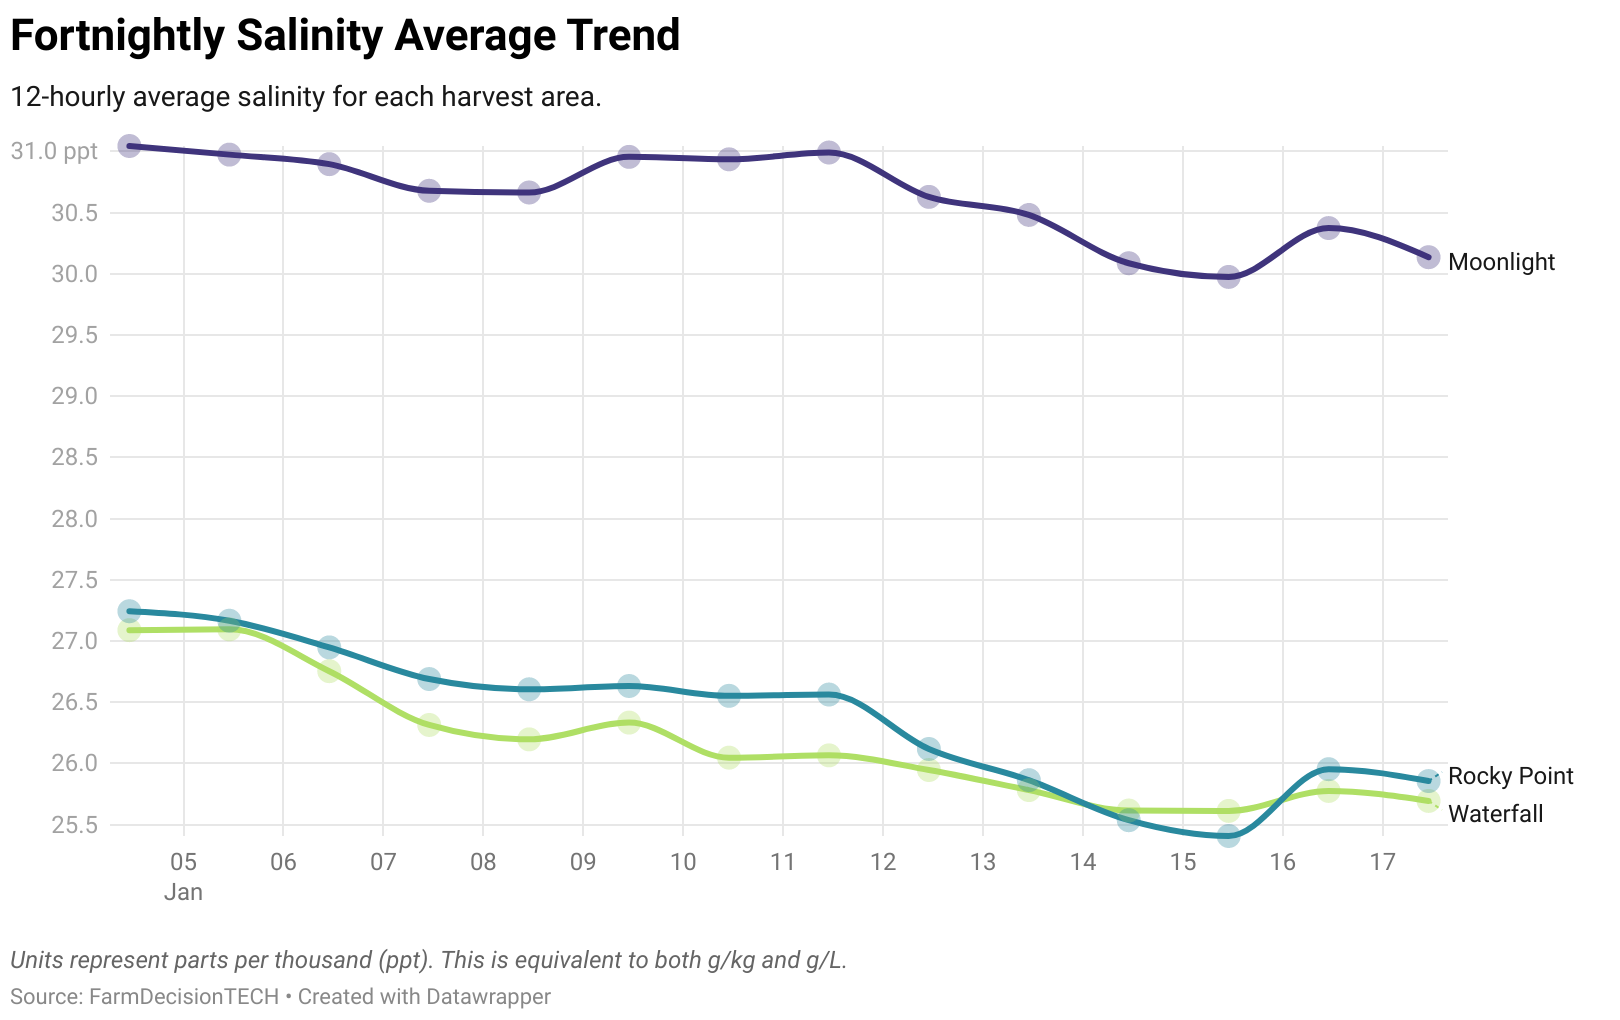 Fortnightly Salinity Average Trend
12-hourly average salinity for each harvest area.
31.0 ppt
30.5
30.0
29.5
29.0
28.5
28.0
27.5
27.0
26.5
26.0
25.5
Moonlight
Rocky Point
Waterfall
05 06 07 08 09 10 11 12 13 14 15 16 17
Jan
Units represent parts per thousand (ppt). This is equivalent to both g/kg and g/L.
Source: FarmDecisionTECH • Created with Datawrapper